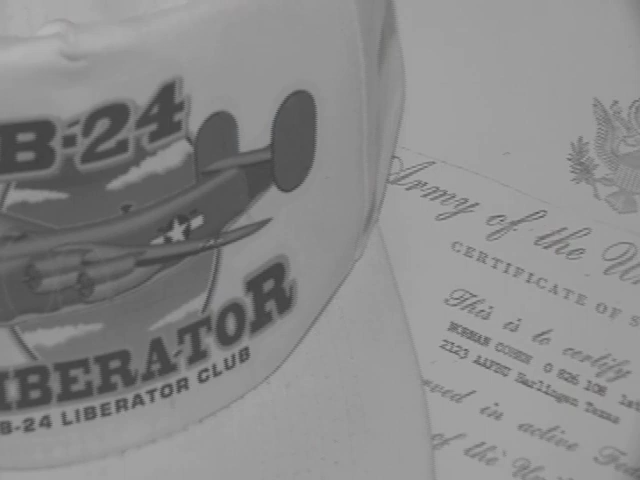 B-24
LIBERATOR
B-24 LIBERATOR CLUB
Army of the
CERTIFICATE OF
This is to certify
NORMAN COHEN O 826 108 1st
2123 AAFBU Harlingen Texas
in active
of the